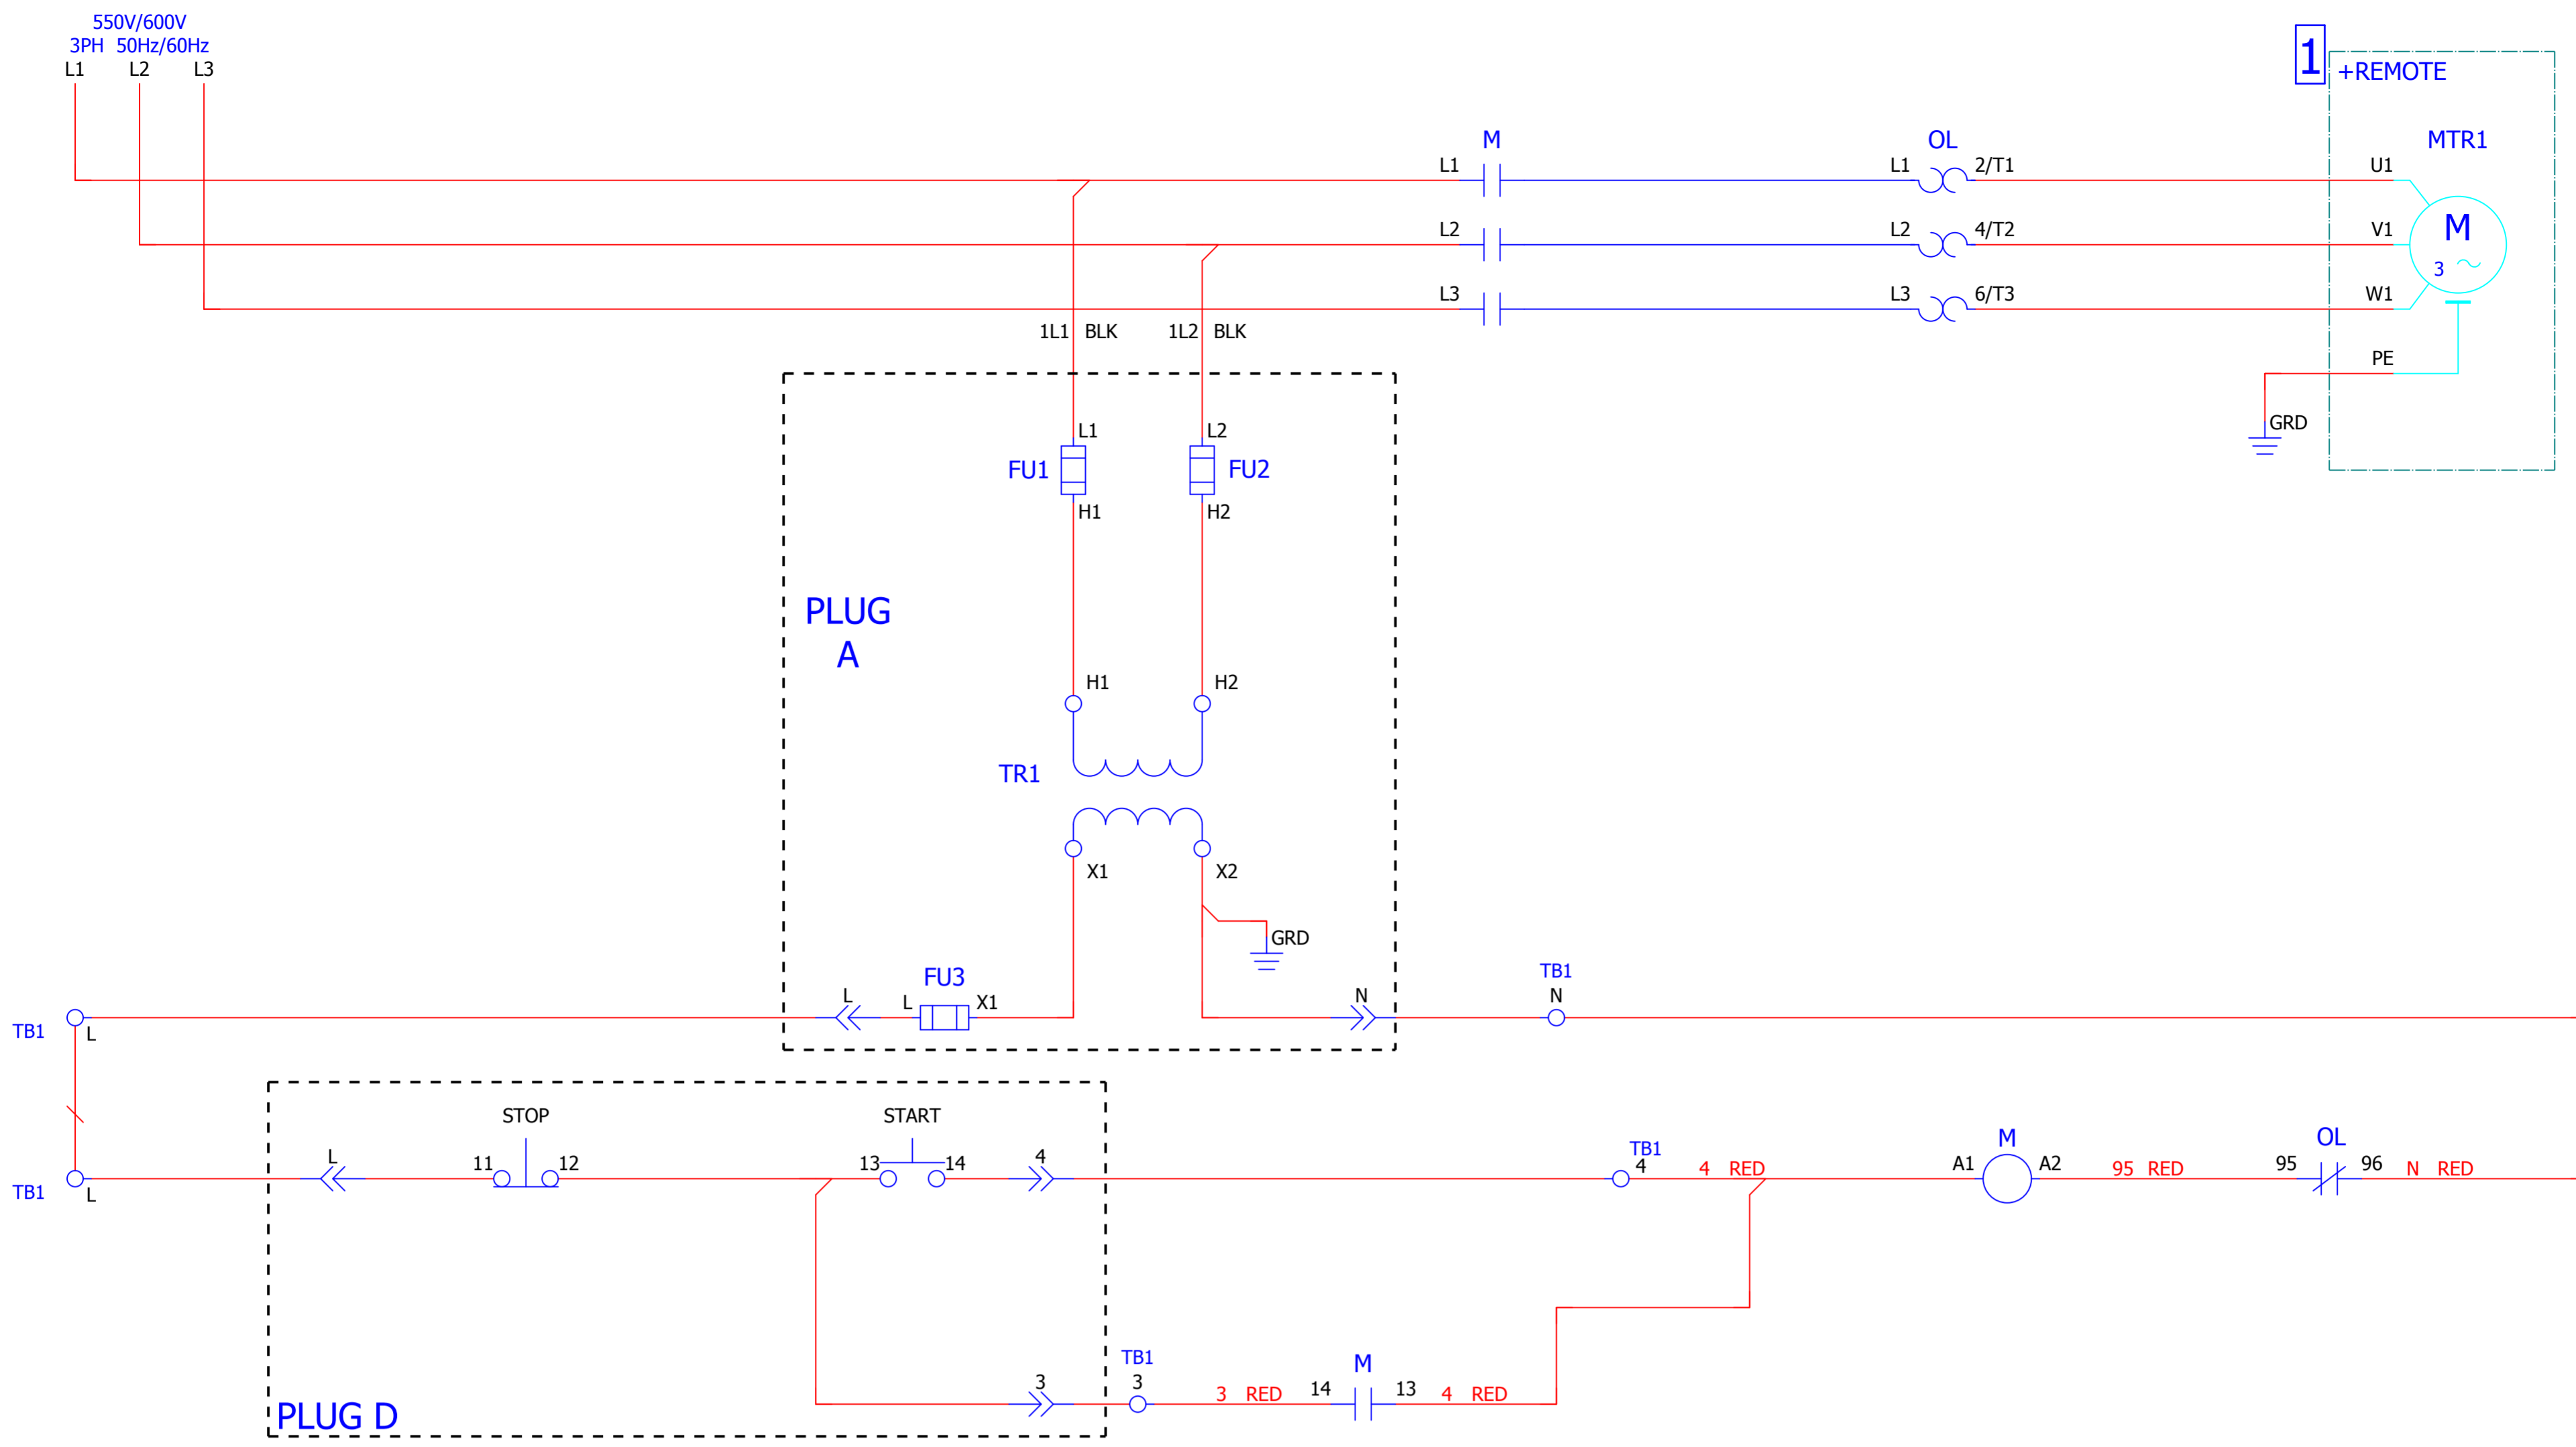 550V/600V
3PH 50Hz/60Hz
L1 L2 L3
1
+REMOTE
M OL MTR1
L1 L1 2/T1 U1
L2 L2 4/T2 V1
M
3
L3 L3 6/T3 W1
1L1 BLK 1L2 BLK
PE
GRD
L1 L2
FU1 FU2
H1 H2
PLUG
A
H1 H2
TR1
X1 X2
GRD
FU3 TB1
L L X1 N N
TB1 L
STOP START
L 11 12 13 14 4 TB1
4 4 RED M
A1 A2 95 RED OL
95 96 N RED
TB1 L
TB1 M
3 3 3 RED 14 13 4 RED
PLUG D